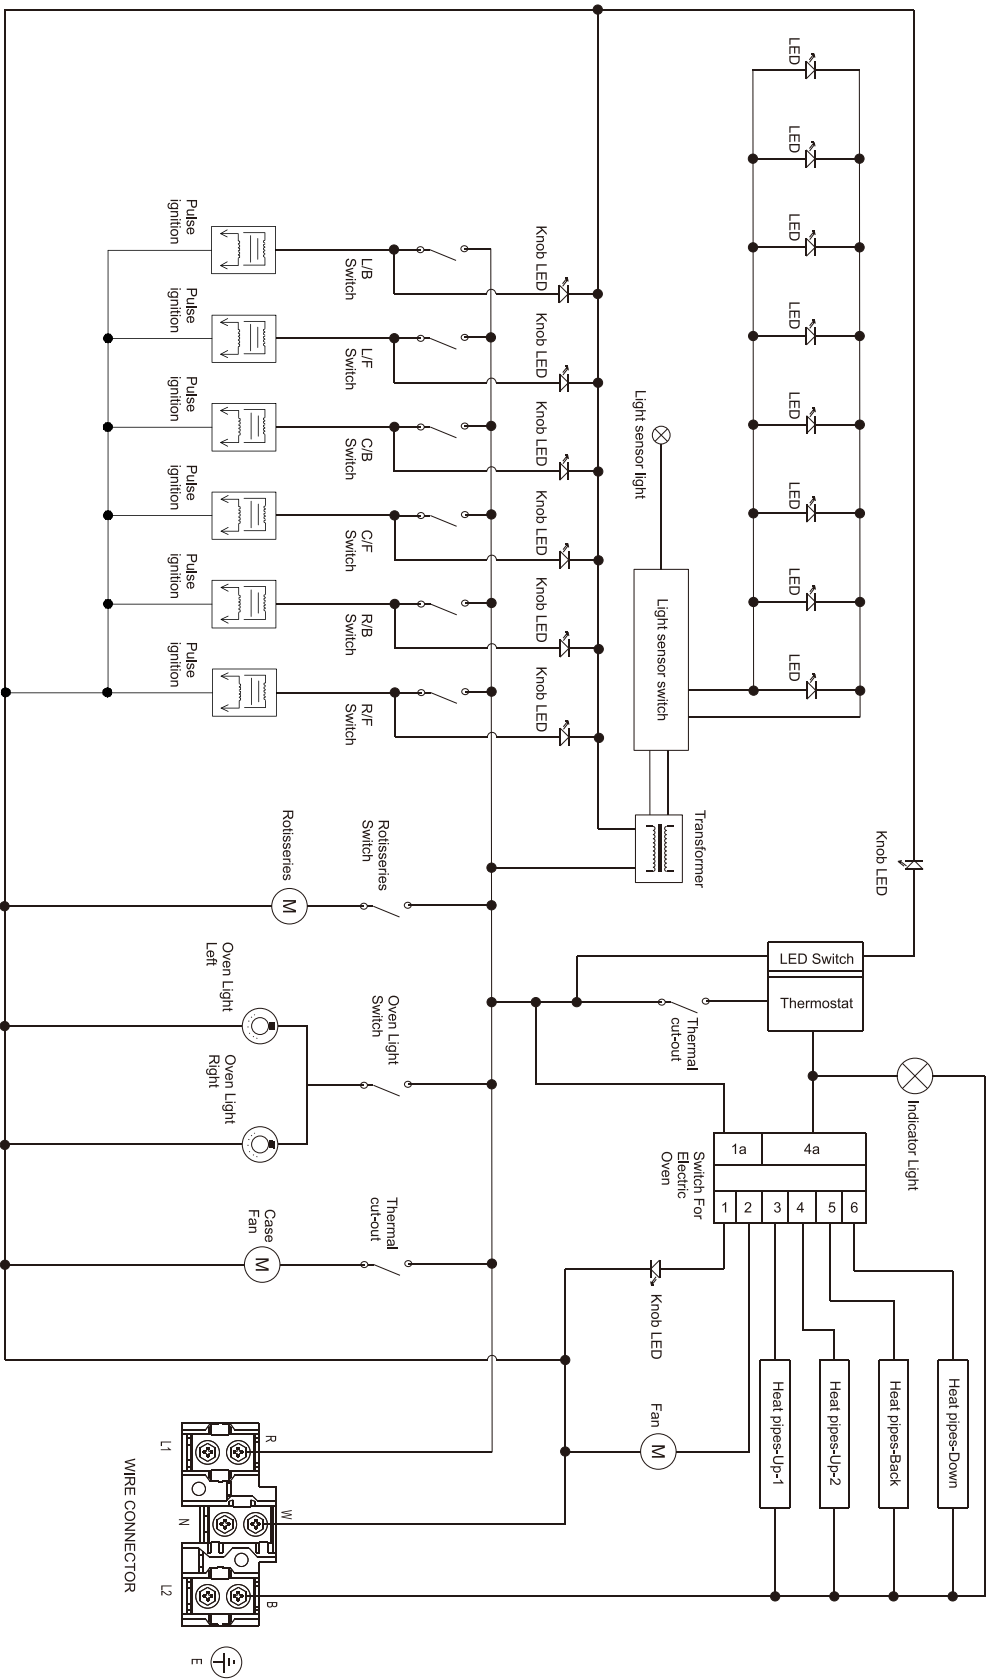 LED
LED
LED
LED
LED
LED
LED
LED
Knob LED
Knob LED
Knob LED
Knob LED
Knob LED
Knob LED
Pulse
ignition
L/B
Switch
Pulse
ignition
L/F
Switch
Pulse
ignition
C/B
Switch
Pulse
ignition
C/F
Switch
Pulse
ignition
R/B
Switch
Pulse
ignition
R/F
Switch
Light sensor light
Light sensor switch
Transformer
Knob LED
Rotisseries
Rotisseries
Switch
M
LED Switch
Thermostat
Thermal
cut-out
Oven Light
Left
Oven Light
Right
Oven Light
Switch
Indicator Light
1a
4a
Switch For
Electric
Oven
1
2
3
4
5
6
Case
Fan
Thermal
cut-out
M
Knob LED
Fan
M
Heat pipes-Up-1
Heat pipes-Up-2
Heat pipes-Back
Heat pipes-Down
R
L1
W
N
B
L2
WIRE CONNECTOR
E